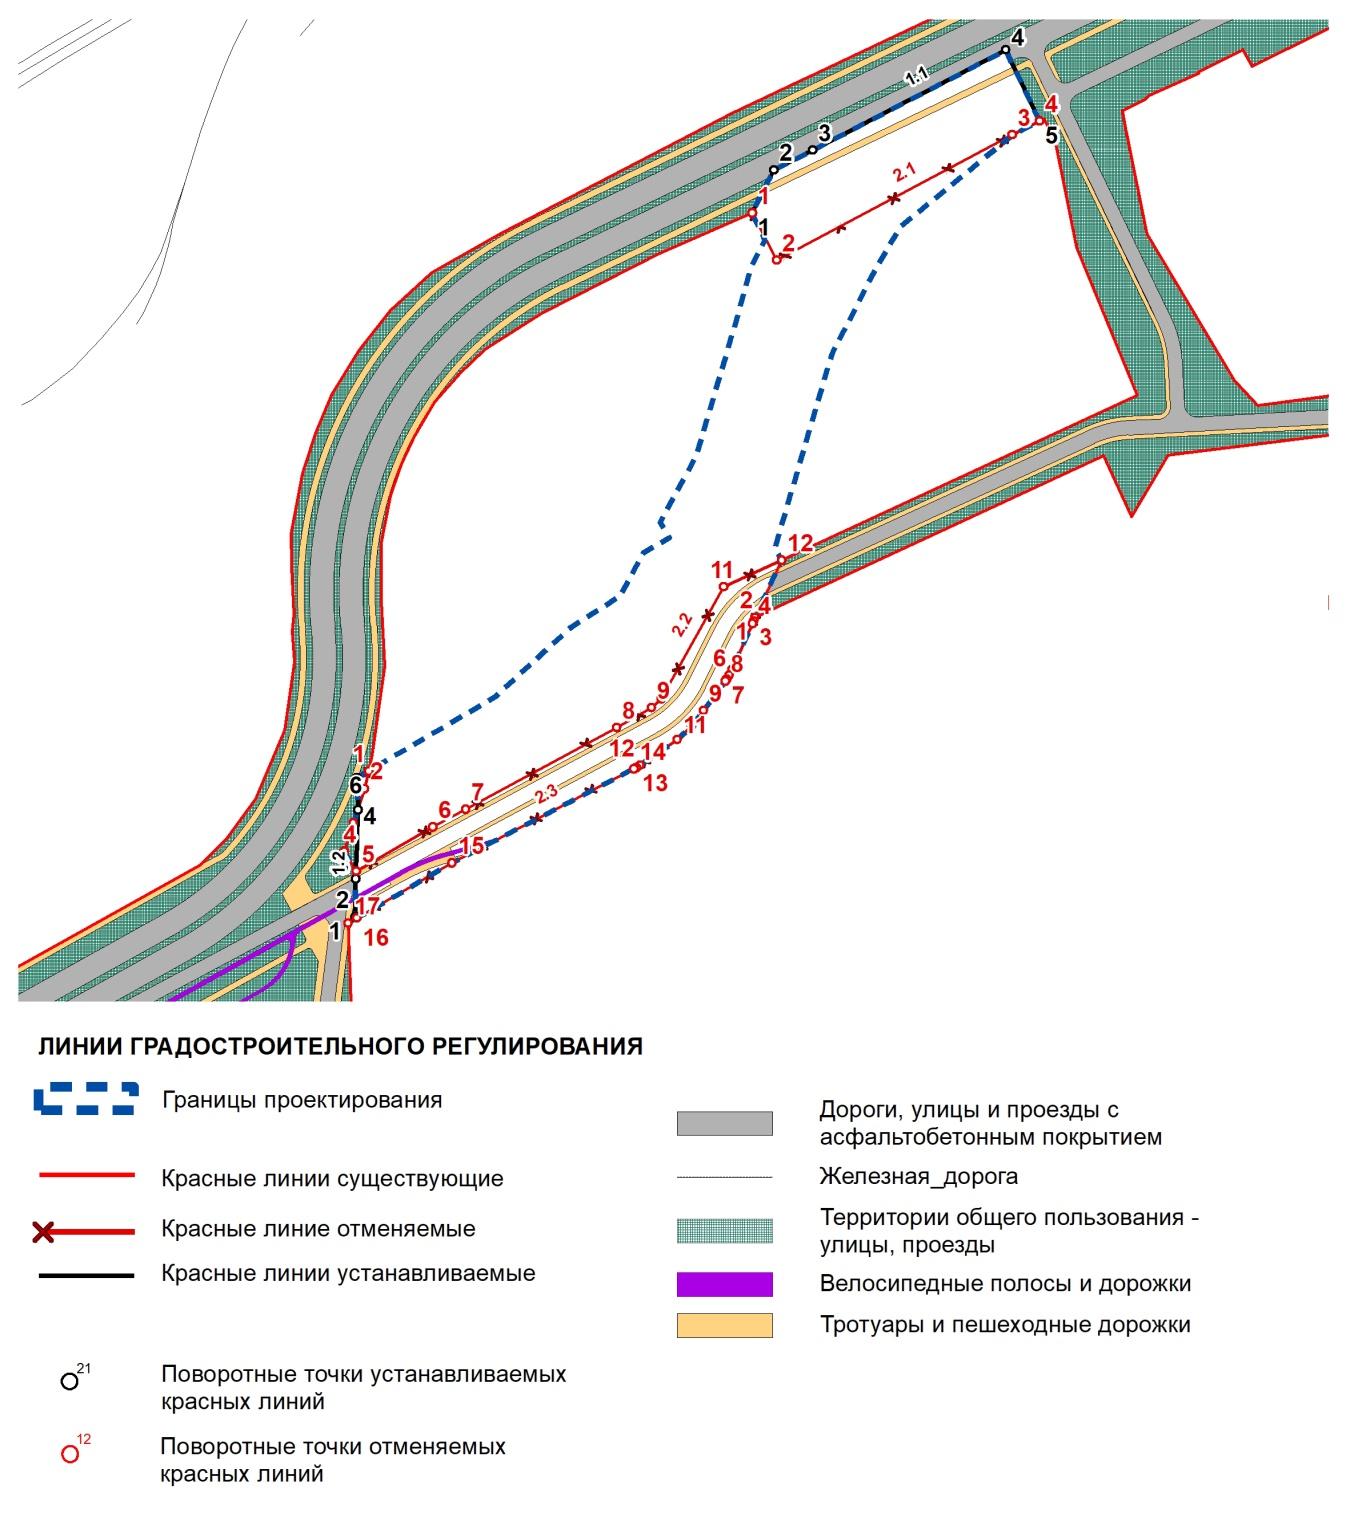 4
1.1
4
3
5
3
2
2.1
1
1
2
12
11
2
4
2.2
1
3
6
8
9
9
7
8
11
12
14
13
1
2
6
7
6
4
2.3
4
5
15
1.2
2
17
1
16
ЛИНИИ ГРАДОСТРОИТЕЛЬНОГО РЕГУЛИРОВАНИЯ
Границы проектирования
Красные линии существующие
Красные линие отменяемые
Красные линии устанавливаемые
21
Поворотные точки устанавливаемых
красных линий
12
Поворотные точки отменяемых
красных линий
Дороги, улицы и проезды с
асфальтобетонным покрытием
Железная_дорога
Территории общего пользования -
улицы, проезды
Велосипедные полосы и дорожки
Тротуары и пешеходные дорожки